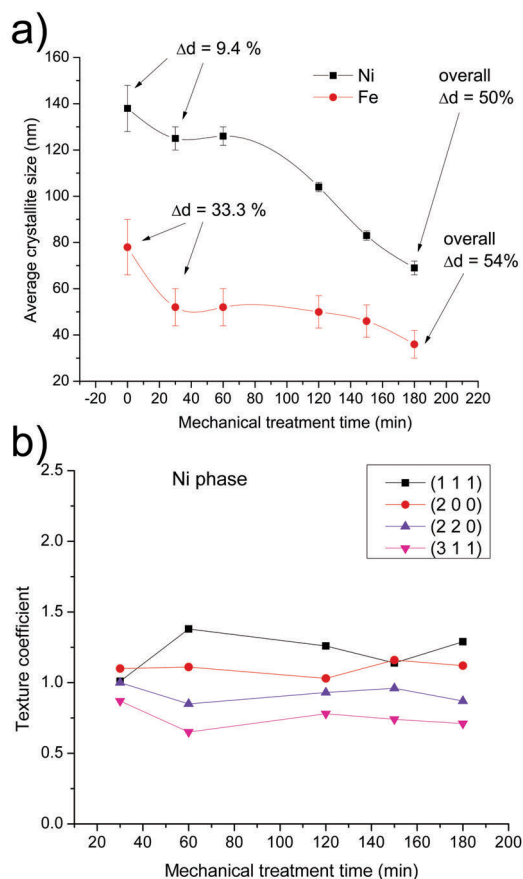 a)
160
140
120
100
80
60
40
20
Average crystallite size (nm)
Δd = 9.4 %
Ni
Fe
overall
Δd = 50%
Δd = 33.3 %
overall
Δd = 54%
-20 0 20 40 60 80 100 120 140 160 180 200 220
Mechanical treatment time (min)
b)
2.5
2.0
1.5
1.0
0.5
0.0
Texture coefficient
Ni phase
(1 1 1)
(2 0 0)
(2 2 0)
(3 1 1)
20 40 60 80 100 120 140 160 180 200
Mechanical treatment time (min)